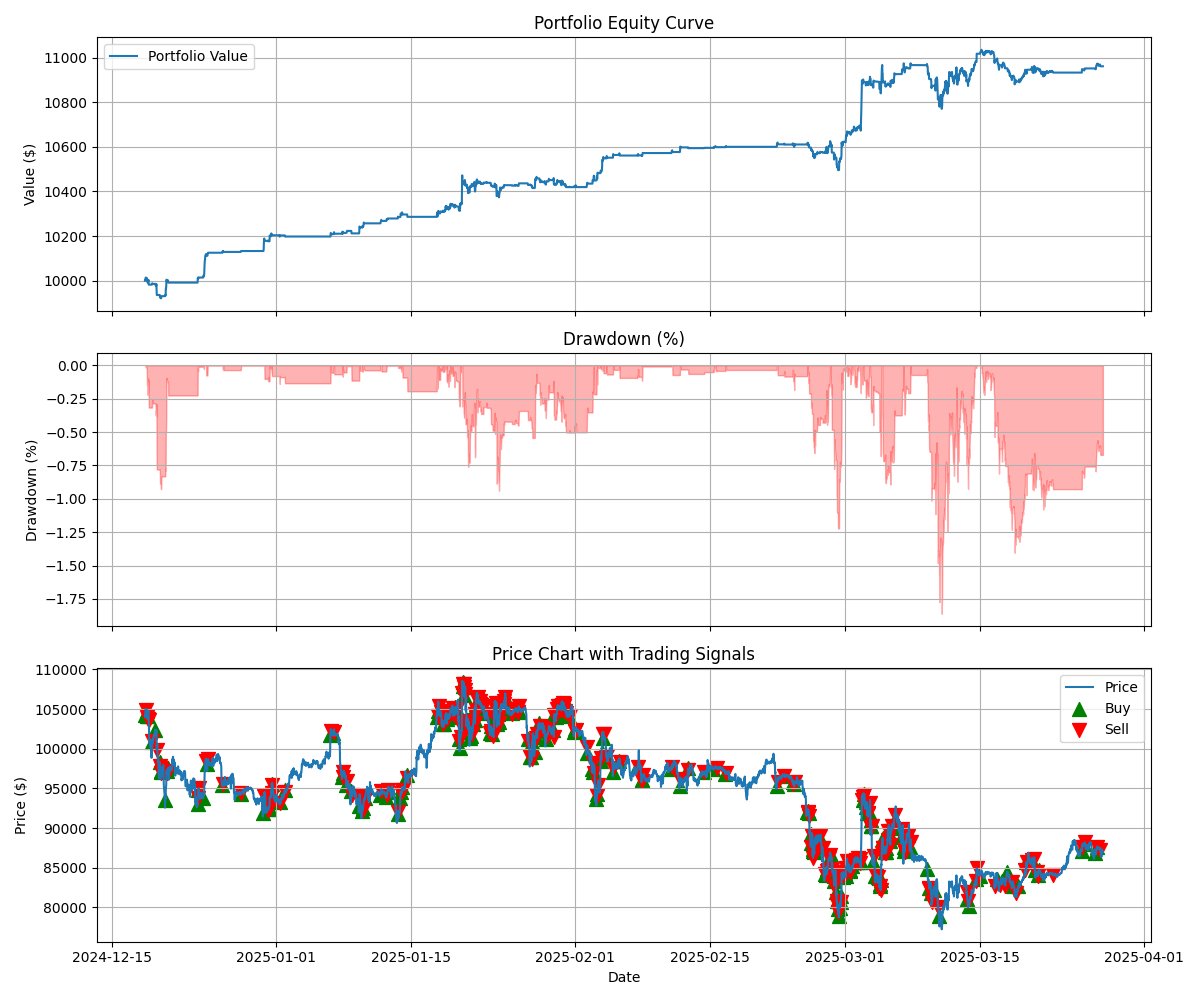 Portfolio Equity Curve
Portfolio Value
Value ($)
11000
10800
10600
10400
10200
10000
Drawdown (%)
Drawdown (%)
0.00
−0.25
−0.50
−0.75
−1.00
−1.25
−1.50
−1.75
Price Chart with Trading Signals
Price
Buy
Sell
Price ($)
110000
105000
100000
95000
90000
85000
80000
2024-12-15
2025-01-01
2025-01-15
2025-02-01
2025-02-15
2025-03-01
2025-03-15
2025-04-01
Date